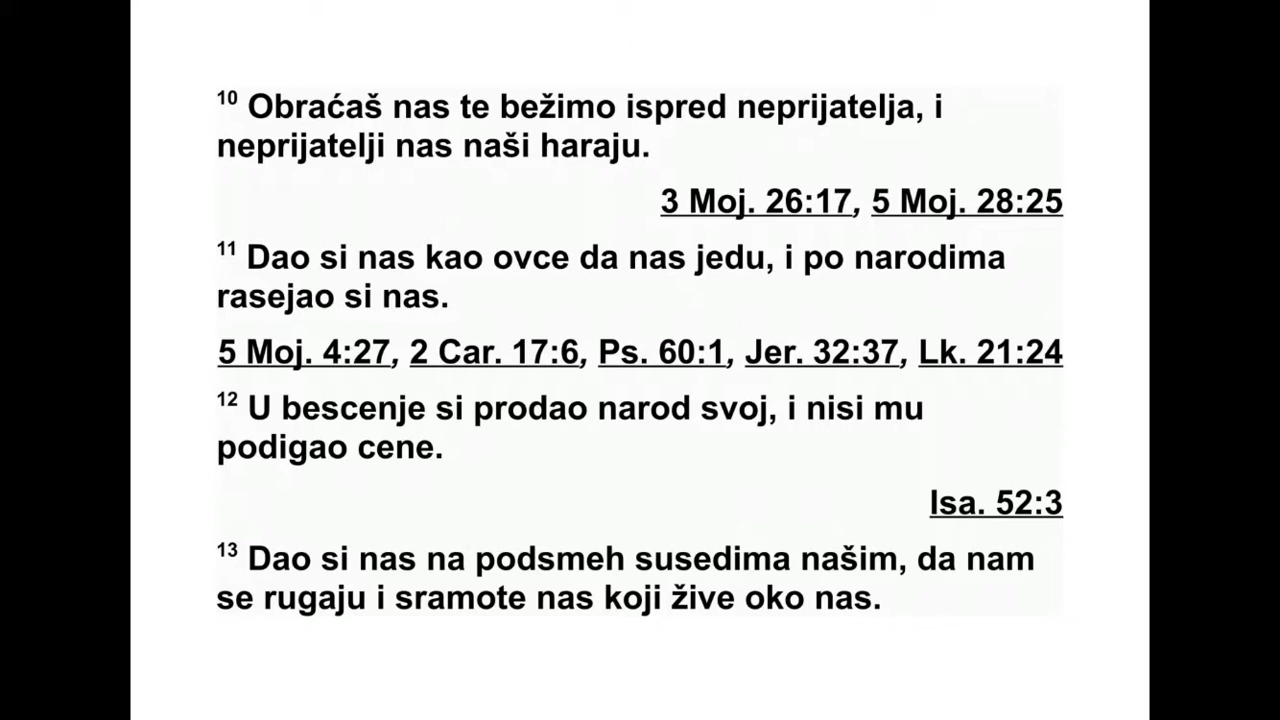 10 Obraćaš nas te bežimo ispred neprijatelja, i
neprijatelji nas naši haraju.
3 Moj. 26:17, 5 Moj. 28:25
11 Dao si nas kao ovce da nas jedu, i po narodima
rasejao si nas.
5 Moj. 4:27, 2 Car. 17:6, Ps. 60:1, Jer. 32:37, Lk. 21:24
12 U bescenje si prodao narod svoj, i nisi mu
podigao cene.
Isa. 52:3
13 Dao si nas na podsmeh susedima našim, da nam
se rugaju i sramote nas koji žive oko nas.